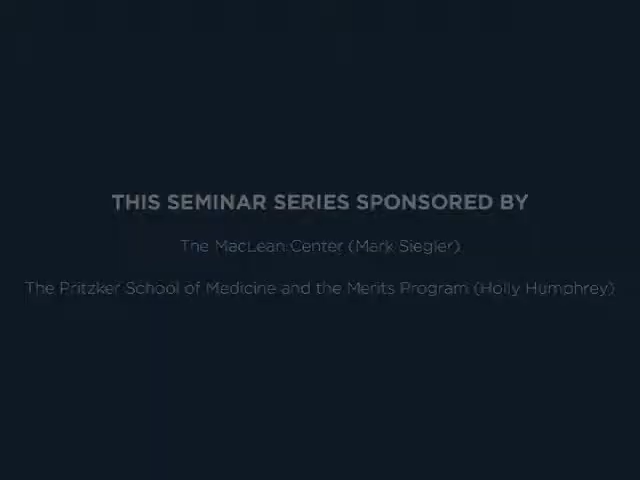 THIS SEMINAR SERIES SPONSORED BY
The MacLean Center (Mark Siegler)
The Pritzker School of Medicine and the Merits Program (Holly Humphrey)